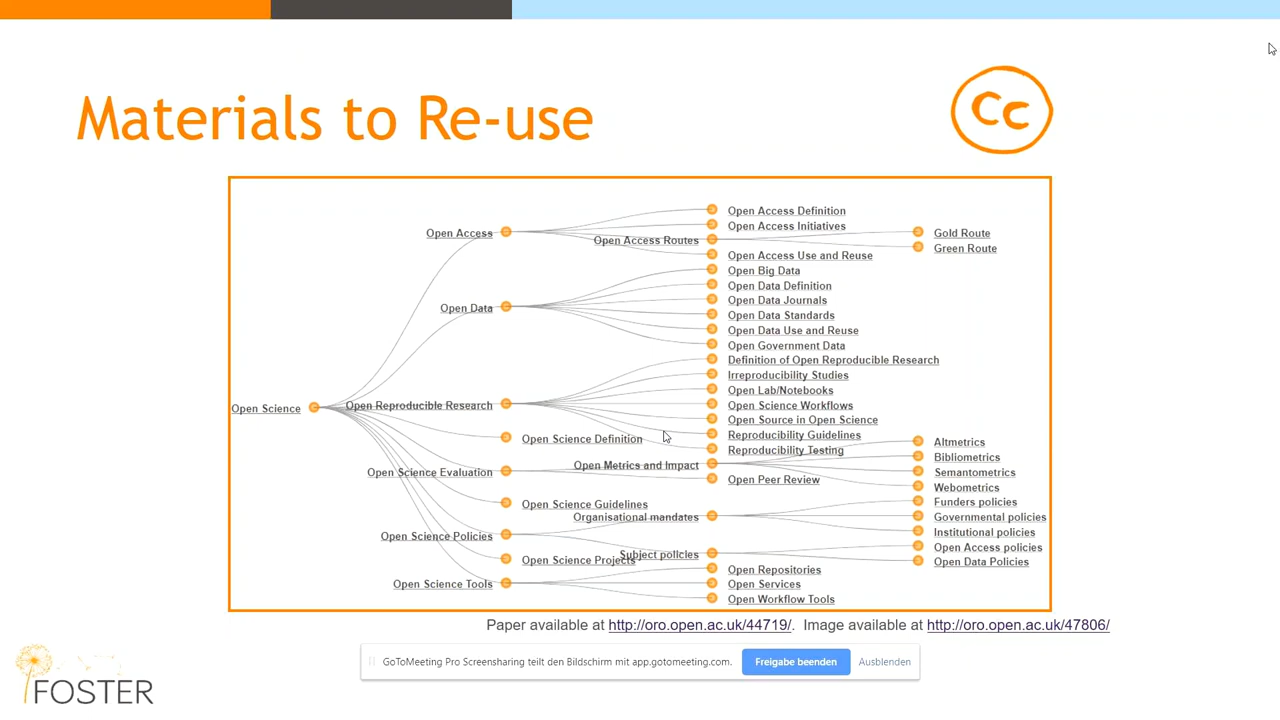 Materials to Re-use
Cc
Open Access
Open Access Definition
Open Access Initiatives
Open Access Routes
Gold Route
Green Route
Open Access Use and Reuse
Open Data
Open Big Data
Open Data Definition
Open Data Journals
Open Data Standards
Open Data Use and Reuse
Open Government Data
Open Science
Open Reproducible Research
Definition of Open Reproducible Research
Irreproducibility Studies
Open Lab/Notebooks
Open Science Workflows
Open Source in Open Science
Reproducibility Guidelines
Reproducibility Testing
Open Science Definition
Open Science Evaluation
Open Metrics and Impact
Altmetrics
Bibliometrics
Semantometrics
Webometrics
Open Peer Review
Open Science Guidelines
Open Science Policies
Organisational mandates
Funders policies
Governmental policies
Institutional policies
Subject policies
Open Access policies
Open Data Policies
Open Science Projects
Open Science Tools
Open Repositories
Open Services
Open Workflow Tools
Paper available at http://oro.open.ac.uk/44719/. Image available at http://oro.open.ac.uk/47806/
GoToMeeting Pro Screensharing teilt den Bildschirm mit app.gotomeeting.com. Freigabe beenden Ausblenden
FOSTER